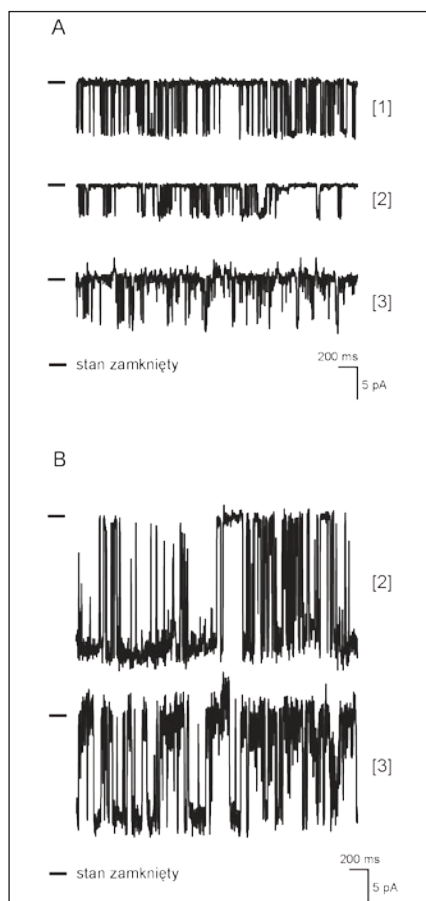 A
[1]
[2]
[3]
200 ms
stan zamknięty
5 pA
B
[2]
[3]
200 ms
stan zamknięty
5 pA